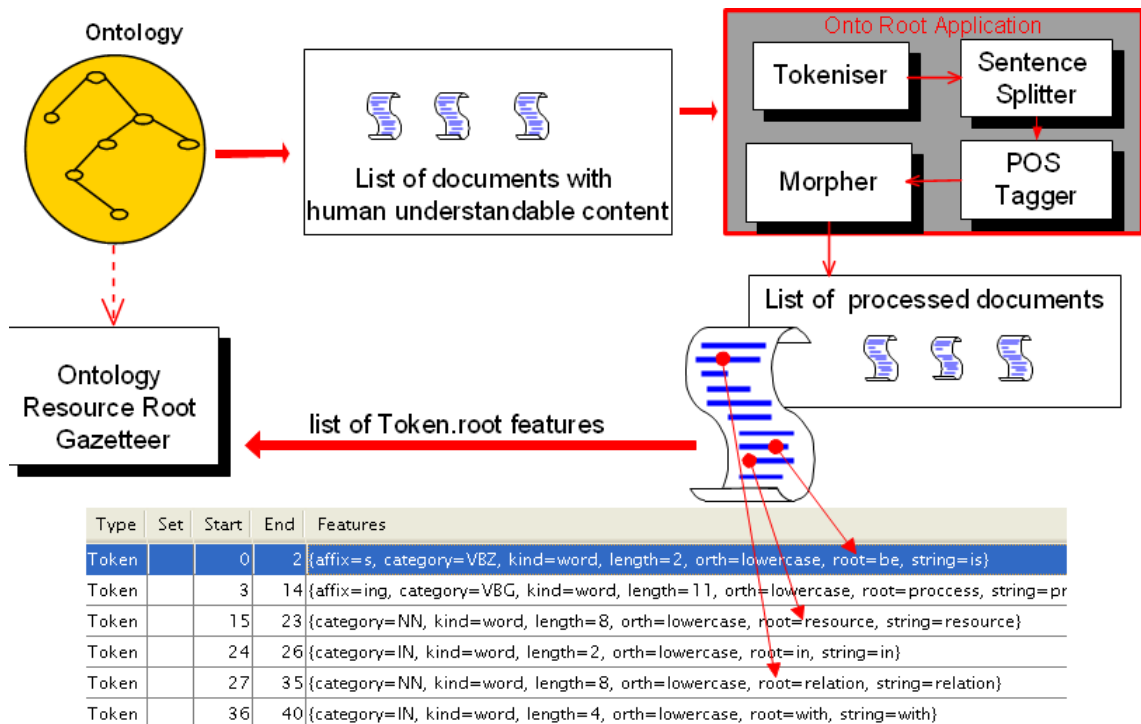 Ontology
Onto Root Application
Tokeniser
Sentence
Splitter
List of documents with
human understandable content
Morpher
POS
Tagger
List of processed documents
Ontology
Resource Root
Gazetteer
list of Token.root features
Type Set Start End Features
Token 0 2 {affix=s, category=VBZ, kind=word, length=2, orth=lowercase, root=be, string=is}
Token 3 14 {affix=ing, category=VBG, kind=word, length=11, orth=lowercase, root=proccess, string=pr
Token 15 23 {category=NN, kind=word, length=8, orth=lowercase, root=resource, string=resource}
Token 24 26 {category=IN, kind=word, length=2, orth=lowercase, root=in, string=in}
Token 27 35 {category=NN, kind=word, length=8, orth=lowercase, root=relation, string=relation}
Token 36 40 {category=IN, kind=word, length=4, orth=lowercase, root=with, string=with}